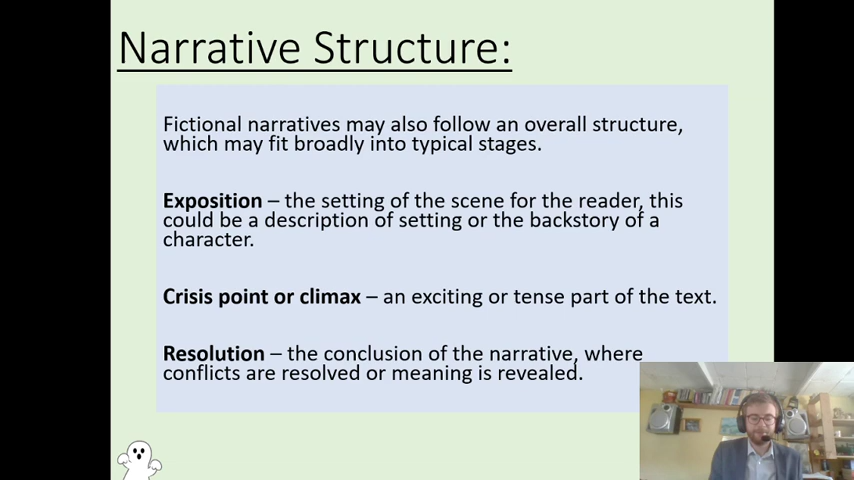 Narrative Structure:
Fictional narratives may also follow an overall structure,
which may fit broadly into typical stages.
Exposition – the setting of the scene for the reader, this
could be a description of setting or the backstory of a
character.
Crisis point or climax – an exciting or tense part of the text.
Resolution – the conclusion of the narrative, where
conflicts are resolved or meaning is revealed.